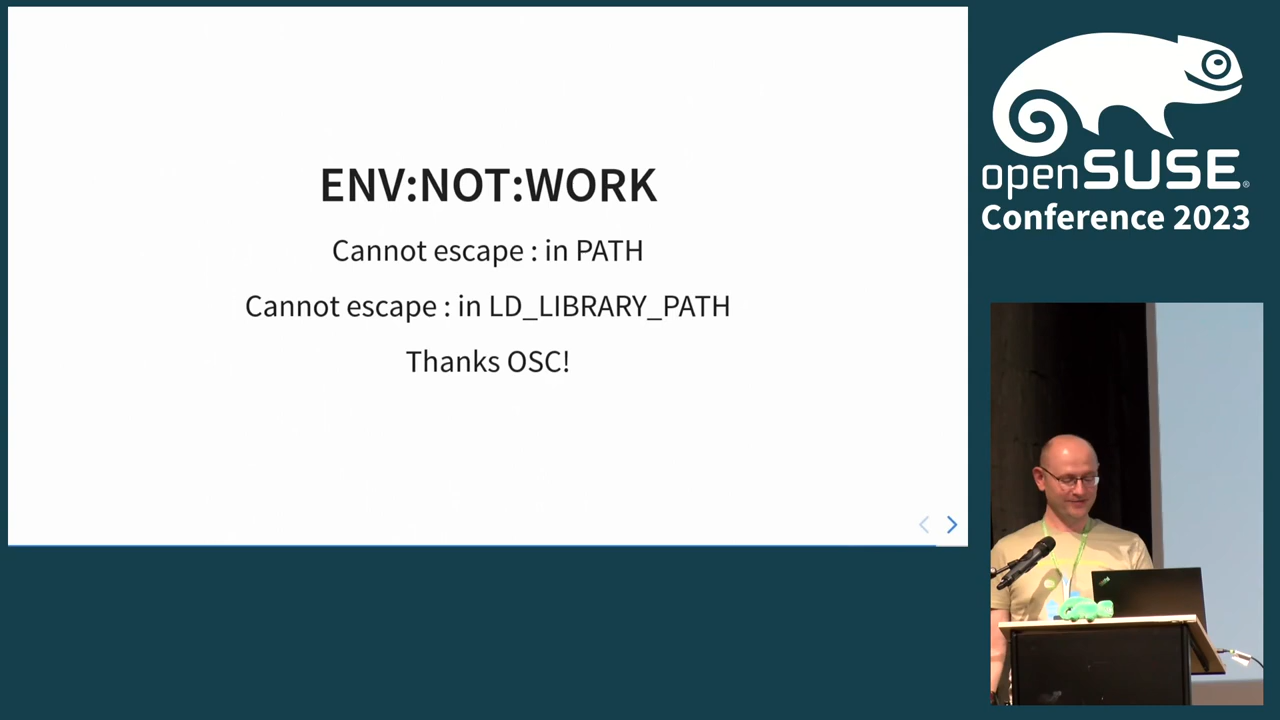 ENV:NOT:WORK
Cannot escape : in PATH
Cannot escape : in LD_LIBRARY_PATH
Thanks OSC!
openSUSE®
Conference 2023